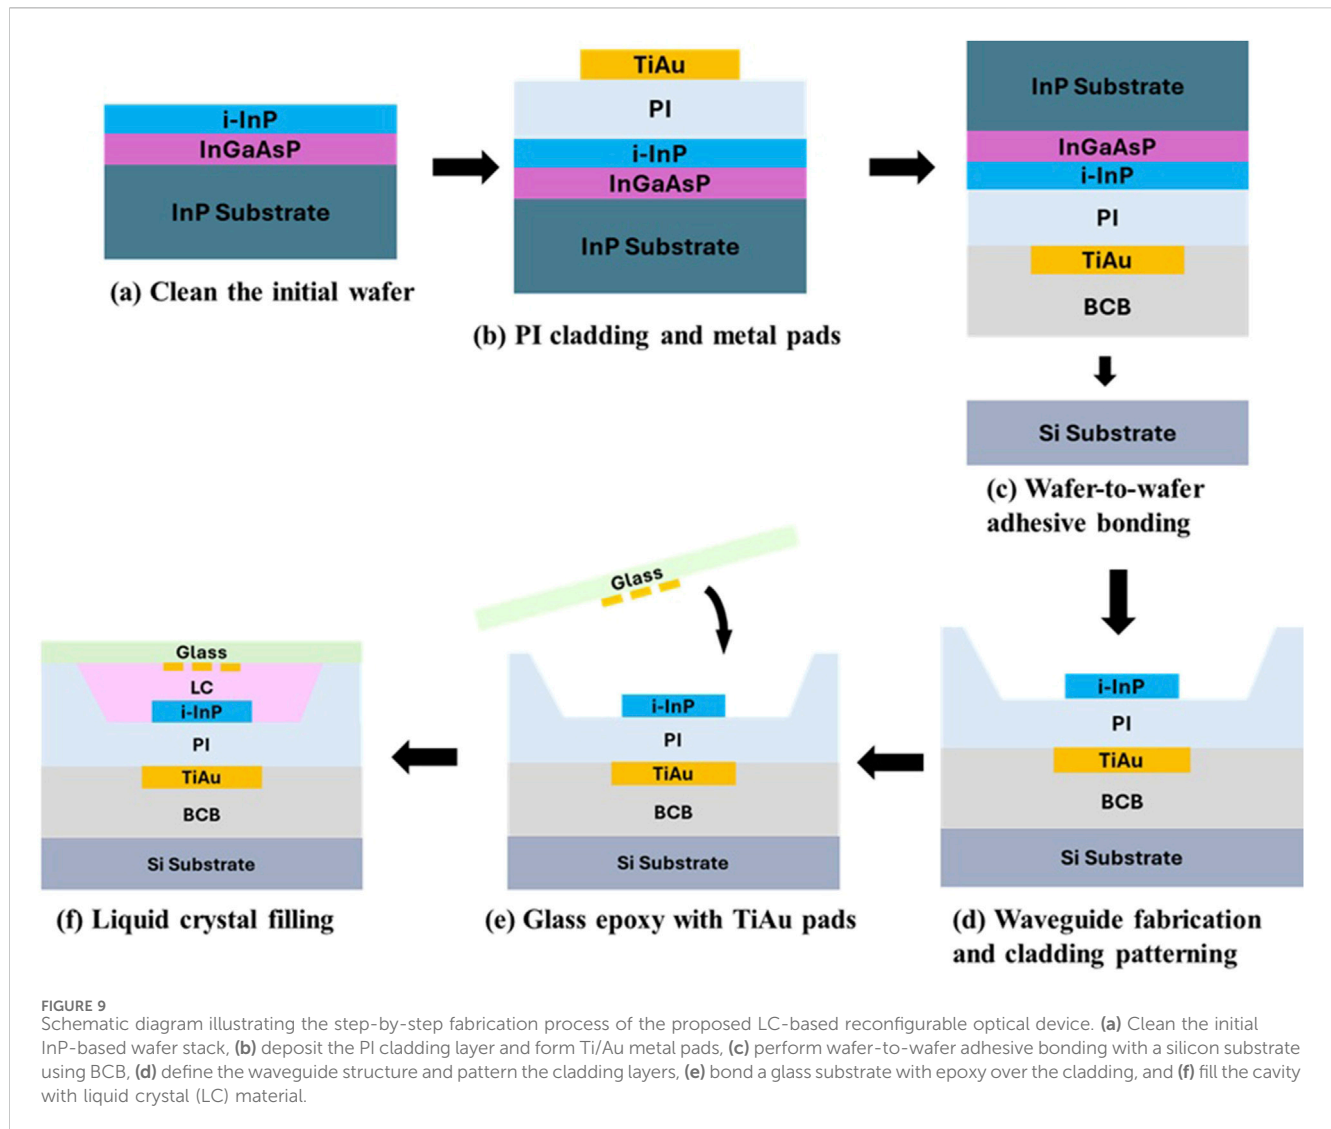 i-InP
InGaAsP
InP Substrate
(a) Clean the initial wafer
TiAu
PI
i-InP
InGaAsP
InP Substrate
(b) PI cladding and metal pads
InP Substrate
InGaAsP
i-InP
PI
TiAu
BCB
Si Substrate
(c) Wafer-to-wafer
adhesive bonding
i-InP
PI
TiAu
BCB
Si Substrate
(d) Waveguide fabrication
and cladding patterning
Glass
i-InP
PI
TiAu
BCB
Si Substrate
(e) Glass epoxy with TiAu pads
Glass
LC
i-InP
PI
TiAu
BCB
Si Substrate
(f) Liquid crystal filling
FIGURE 9
Schematic diagram illustrating the step-by-step fabrication process of the proposed LC-based reconfigurable optical device. (a) Clean the initial
InP-based wafer stack, (b) deposit the PI cladding layer and form Ti/Au metal pads, (c) perform wafer-to-wafer adhesive bonding with a silicon substrate
using BCB, (d) define the waveguide structure and pattern the cladding layers, (e) bond a glass substrate with epoxy over the cladding, and (f) fill the cavity
with liquid crystal (LC) material.